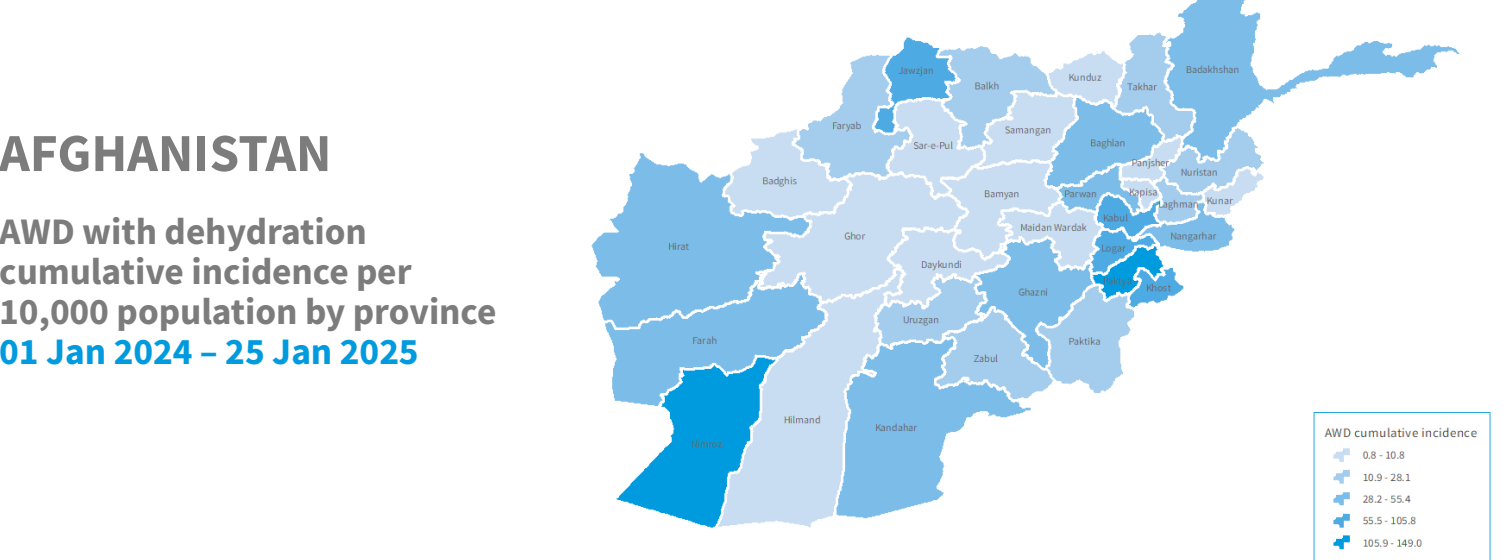 AFGHANISTAN
AWD with dehydration
cumulative incidence per
10,000 population by province
01 Jan 2024 – 25 Jan 2025
Jawzjan
Balkh
Kunduz
Takhar
Badakhshan
Faryab
Sar-e-Pul
Samangan
Baghlan
Panjsher
Nuristan
Badghis
Bamyan
Parwan
Kapisa
Laghman
Kunar
Kabul
Hirat
Ghor
Maidan Wardak
Nangarhar
Logar
Daykundi
Paktya
Khost
Ghazni
Uruzgan
Farah
Zabul
Paktika
Nimroz
Hilmand
Kandahar
AWD cumulative incidence
0.8 - 10.8
10.9 - 28.1
28.2 - 55.4
55.5 - 105.8
105.9 - 149.0